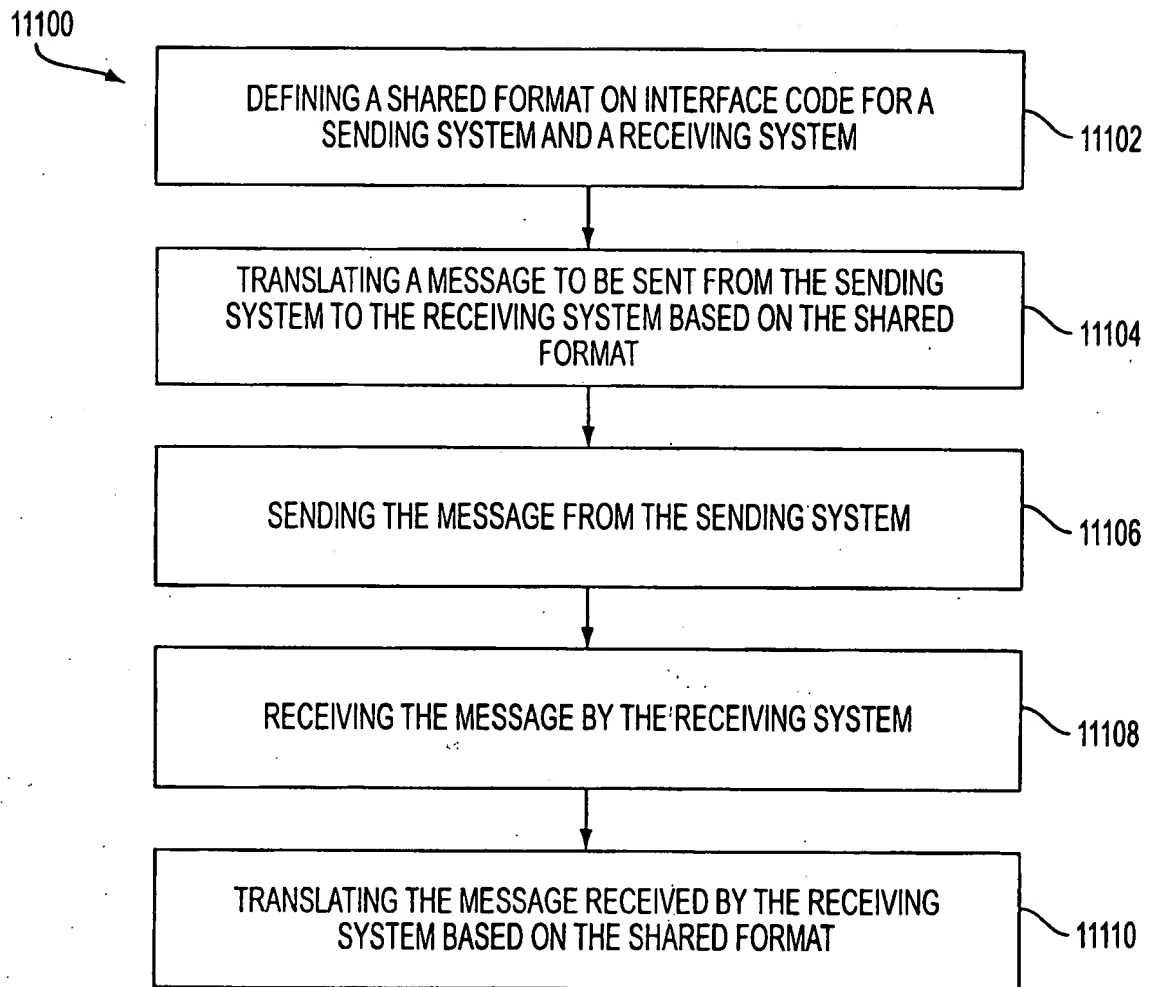 11100
DEFINING A SHARED FORMAT ON INTERFACE CODE FOR A
SENDING SYSTEM AND A RECEIVING SYSTEM
11102
TRANSLATING A MESSAGE TO BE SENT FROM THE SENDING
SYSTEM TO THE RECEIVING SYSTEM BASED ON THE SHARED
FORMAT
11104
SENDING THE MESSAGE FROM THE SENDING SYSTEM
11106
RECEIVING THE MESSAGE BY THE RECEIVING SYSTEM
11108
TRANSLATING THE MESSAGE RECEIVED BY THE RECEIVING
SYSTEM BASED ON THE SHARED FORMAT
11110